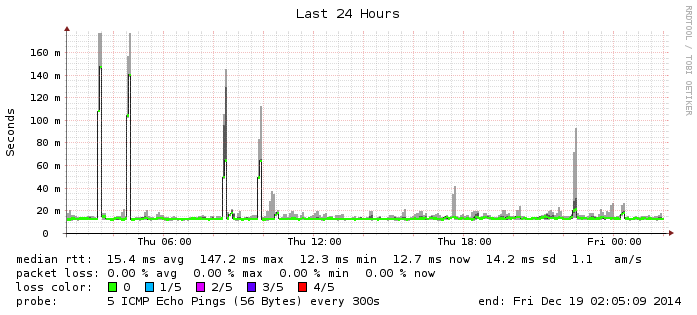 Last 24 Hours
RRDTOOL / TOBI OETIKER
Seconds
160 m
140 m
120 m
100 m
80 m
60 m
40 m
20 m
0
Thu 06:00 Thu 12:00 Thu 18:00 Fri 00:00
median rtt: 15.4 ms avg 147.2 ms max 12.3 ms min 12.7 ms now 14.2 ms sd 1.1 am/s
packet loss: 0.00 % avg 0.00 % max 0.00 % min 0.00 % now
loss color: 0 1/5 2/5 3/5 4/5
probe: 5 ICMP Echo Pings (56 Bytes) every 300s end: Fri Dec 19 02:05:09 2014